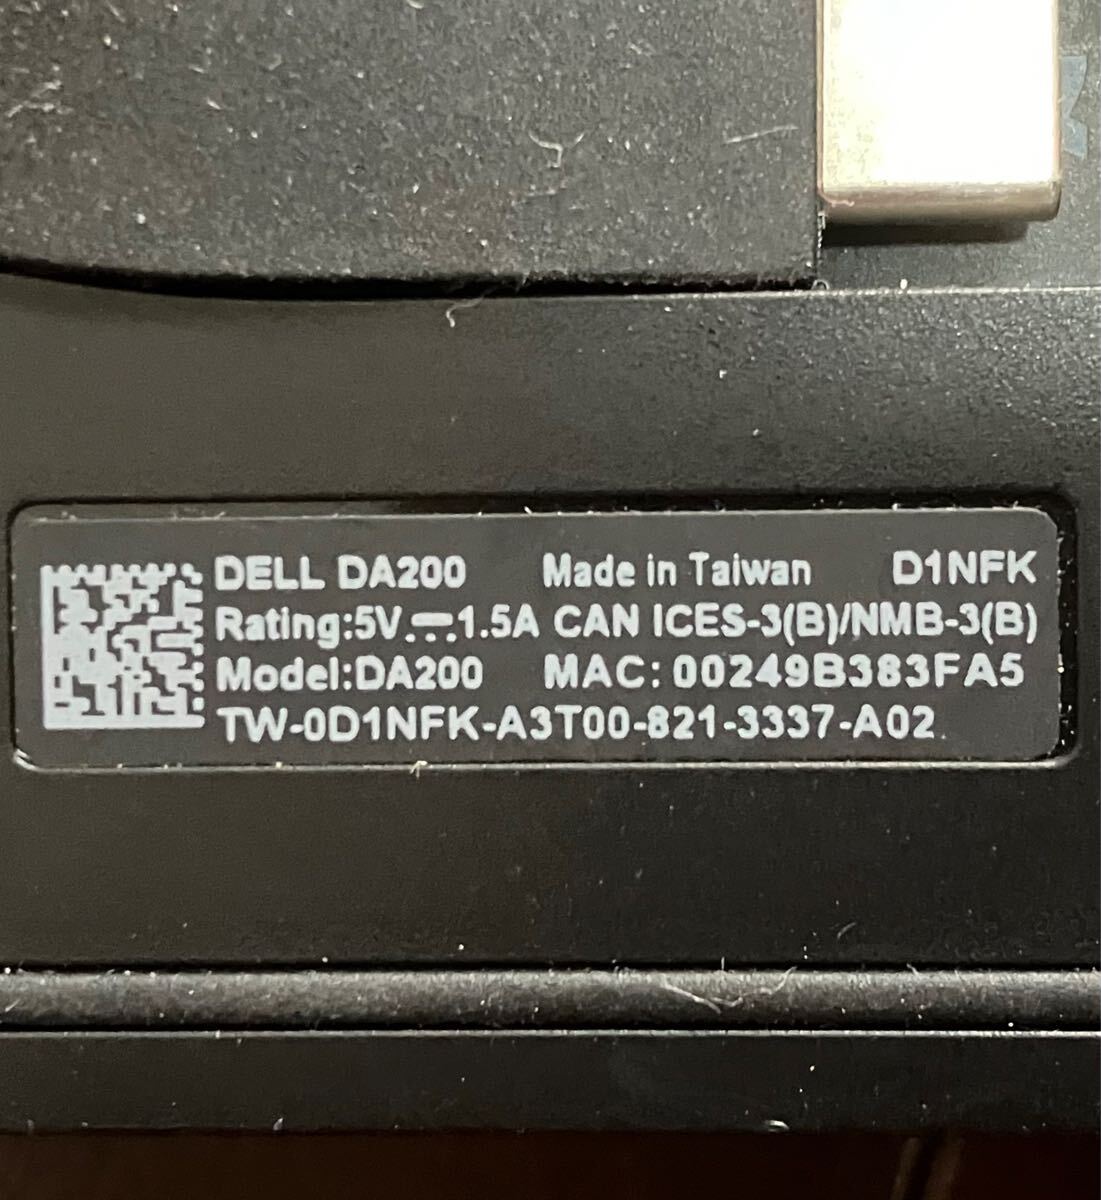 DELL DA200 Made in Taiwan D1NFK
Rating:5V⎓1.5A CAN ICES-3(B)/NMB-3(B)
Model:DA200 MAC: 00249B383FA5
TW-0D1NFK-A3T00-821-3337-A02